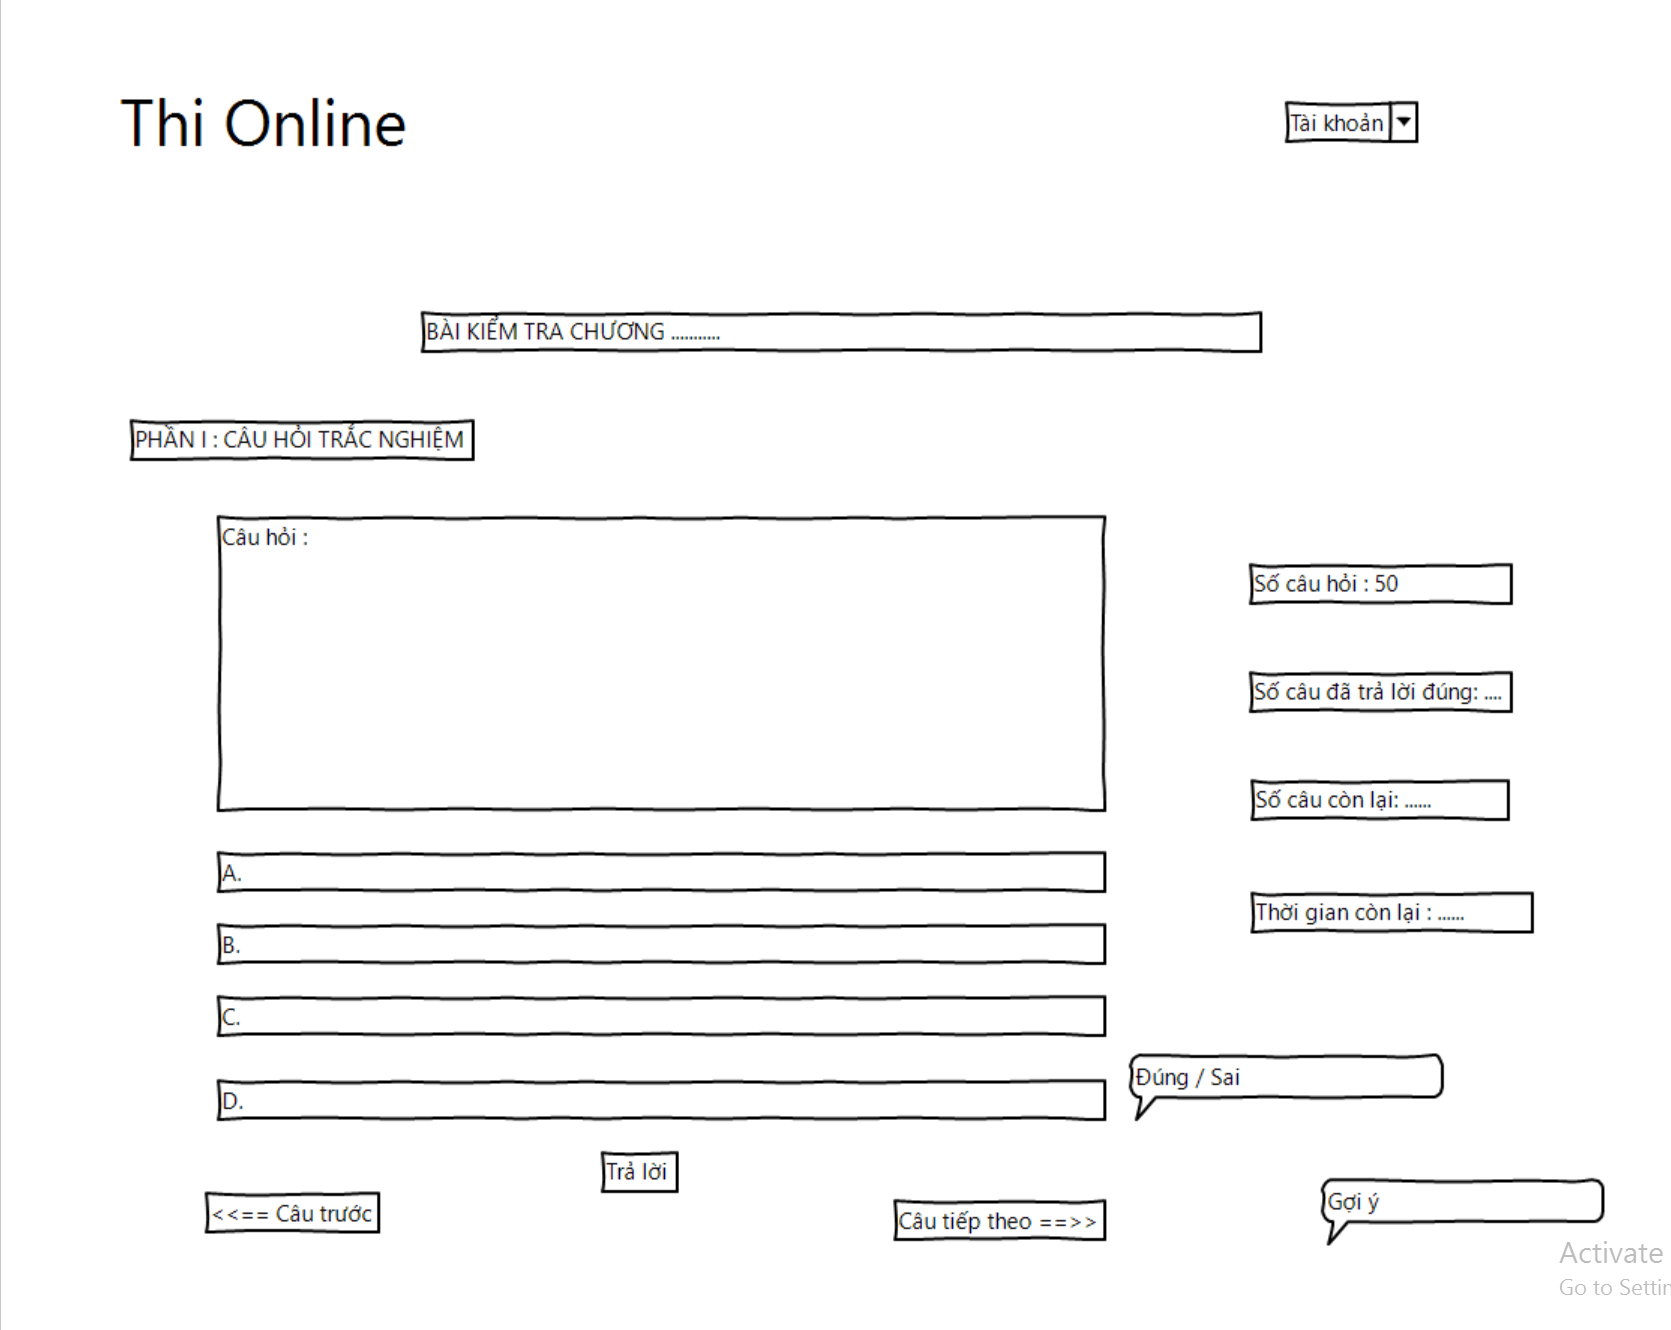 Thi Online
Tài khoản
BÀI KIỂM TRA CHƯƠNG ...........
PHẦN I : CÂU HỎI TRẮC NGHIỆM
Câu hỏi :
Số câu hỏi : 50
Số câu đã trả lời đúng: ....
Số câu còn lại: ......
Thời gian còn lại : ......
A.
B.
C.
D.
Đúng / Sai
Trả lời
<<== Câu trước
Câu tiếp theo ==>>
Gợi ý
Activate
Go to Settin